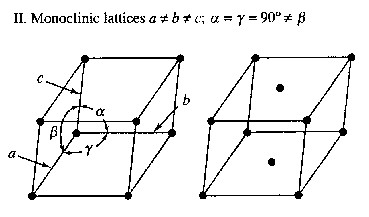 II. Monoclinic lattices a ≠ b ≠ c; α = γ = 90° ≠ β
c
α
b
β
γ
a